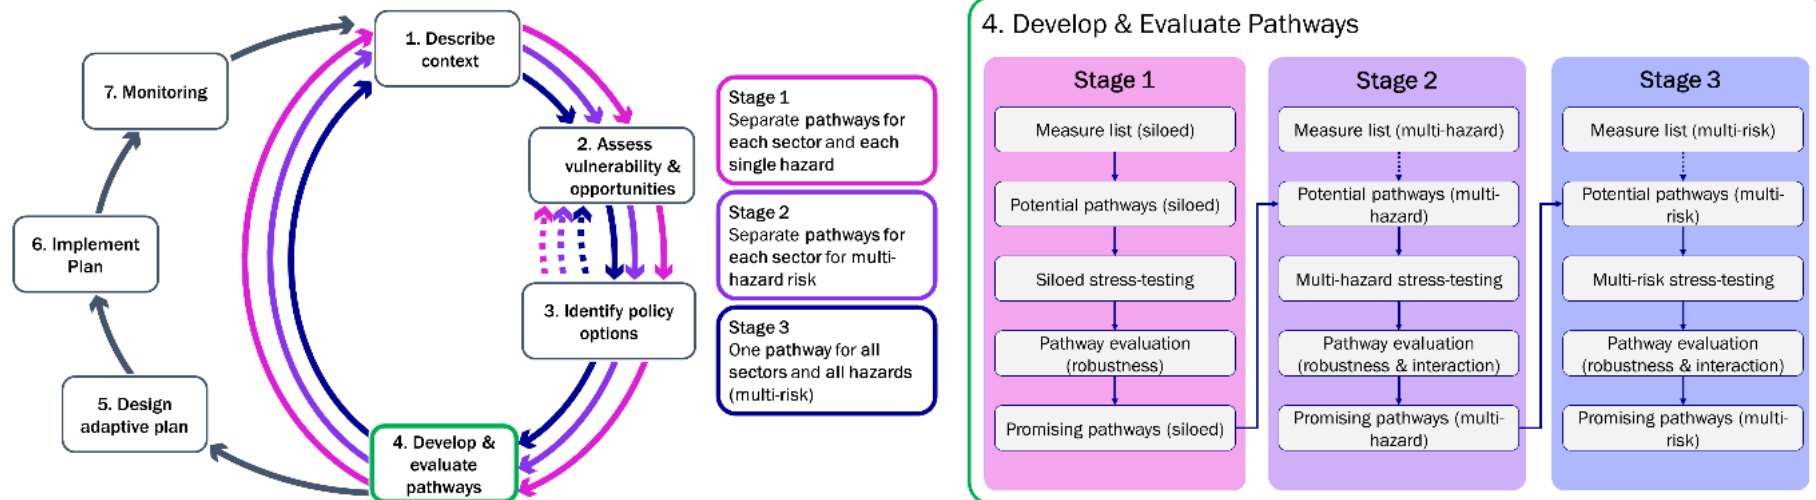 1. Describe
context
7. Monitoring
2. Assess
vulnerability &
opportunities
6. Implement
Plan
3. Identify policy
options
5. Design
adaptive plan
4. Develop &
evaluate
pathways
Stage 1
Separate pathways for
each sector and each
single hazard
Stage 2
Separate pathways for
each sector for multi-
hazard risk
Stage 3
One pathway for all
sectors and all hazards
(multi-risk)
4. Develop & Evaluate Pathways
Stage 1
Measure list (siloed)
Potential pathways (siloed)
Siloed stress-testing
Pathway evaluation
(robustness)
Promising pathways (siloed)
Stage 2
Measure list (multi-hazard)
Potential pathways (multi-
hazard)
Multi-hazard stress-testing
Pathway evaluation
(robustness & interaction)
Promising pathways (multi-
hazard)
Stage 3
Measure list (multi-risk)
Potential pathways (multi-
risk)
Multi-risk stress-testing
Pathway evaluation
(robustness & interaction)
Promising pathways (multi-
risk)